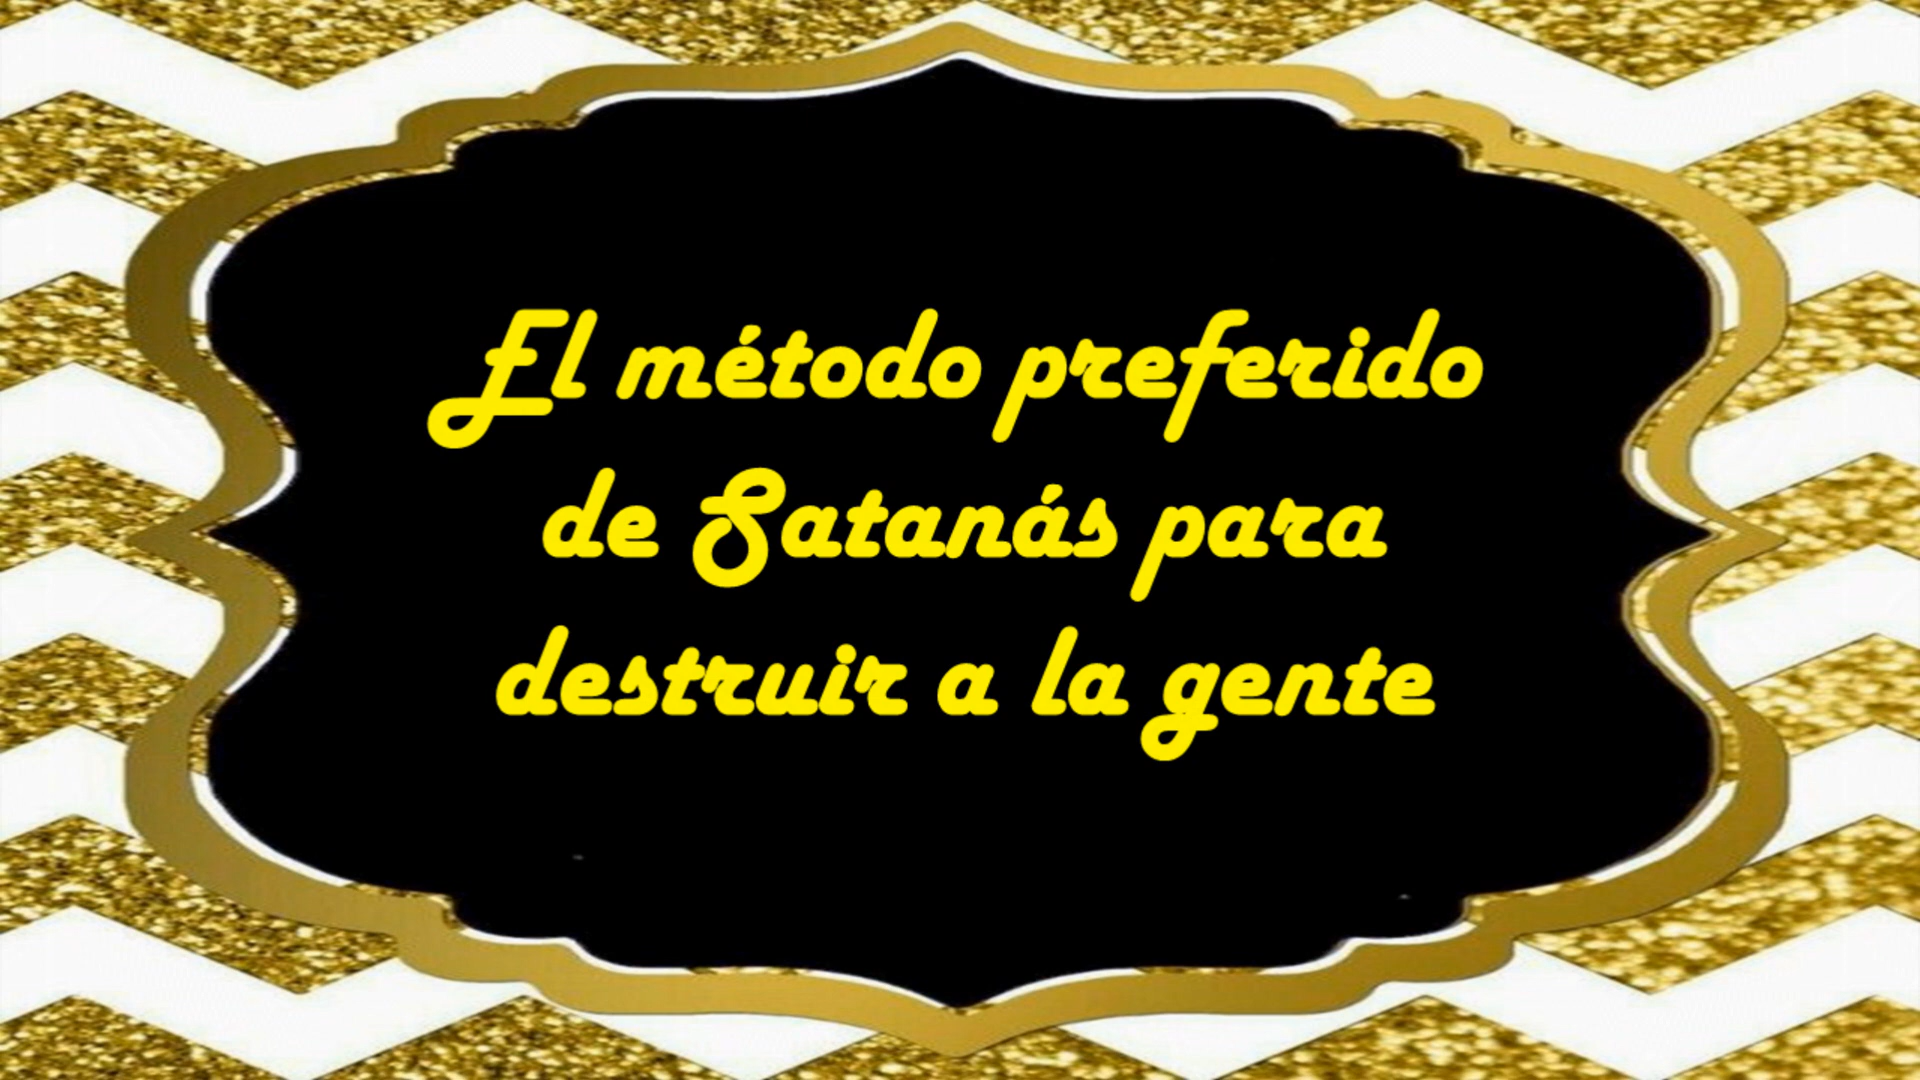 El método preferido
de Satanás para
destruir a la gente